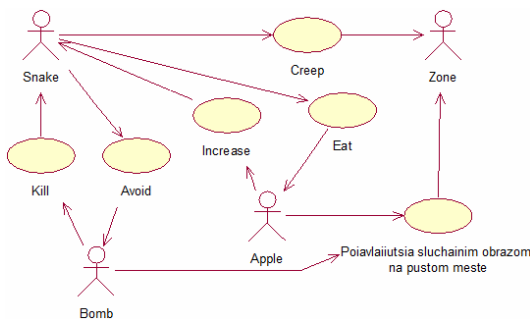 Snake
Creep
Zone
Kill
Avoid
Increase
Eat
Apple
Poiavlaiiutsia sluchainim obrazom
na pustom meste
Bomb